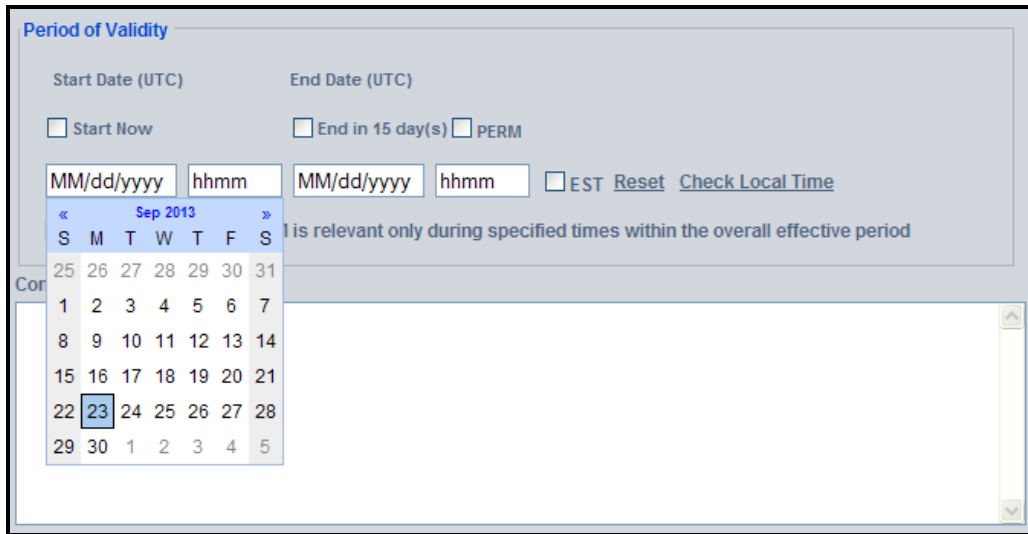 Period of Validity
Start Date (UTC) End Date (UTC)
Start Now End in 15 day(s) PERM
MM/dd/yyyy hhmm MM/dd/yyyy hhmm EST Reset Check Local Time
« Sep 2013 »
S M T W T F S
is relevant only during specified times within the overall effective period
25 26 27 28 29 30 31
1 2 3 4 5 6 7
8 9 10 11 12 13 14
15 16 17 18 19 20 21
22 23 24 25 26 27 28
29 30 1 2 3 4 5